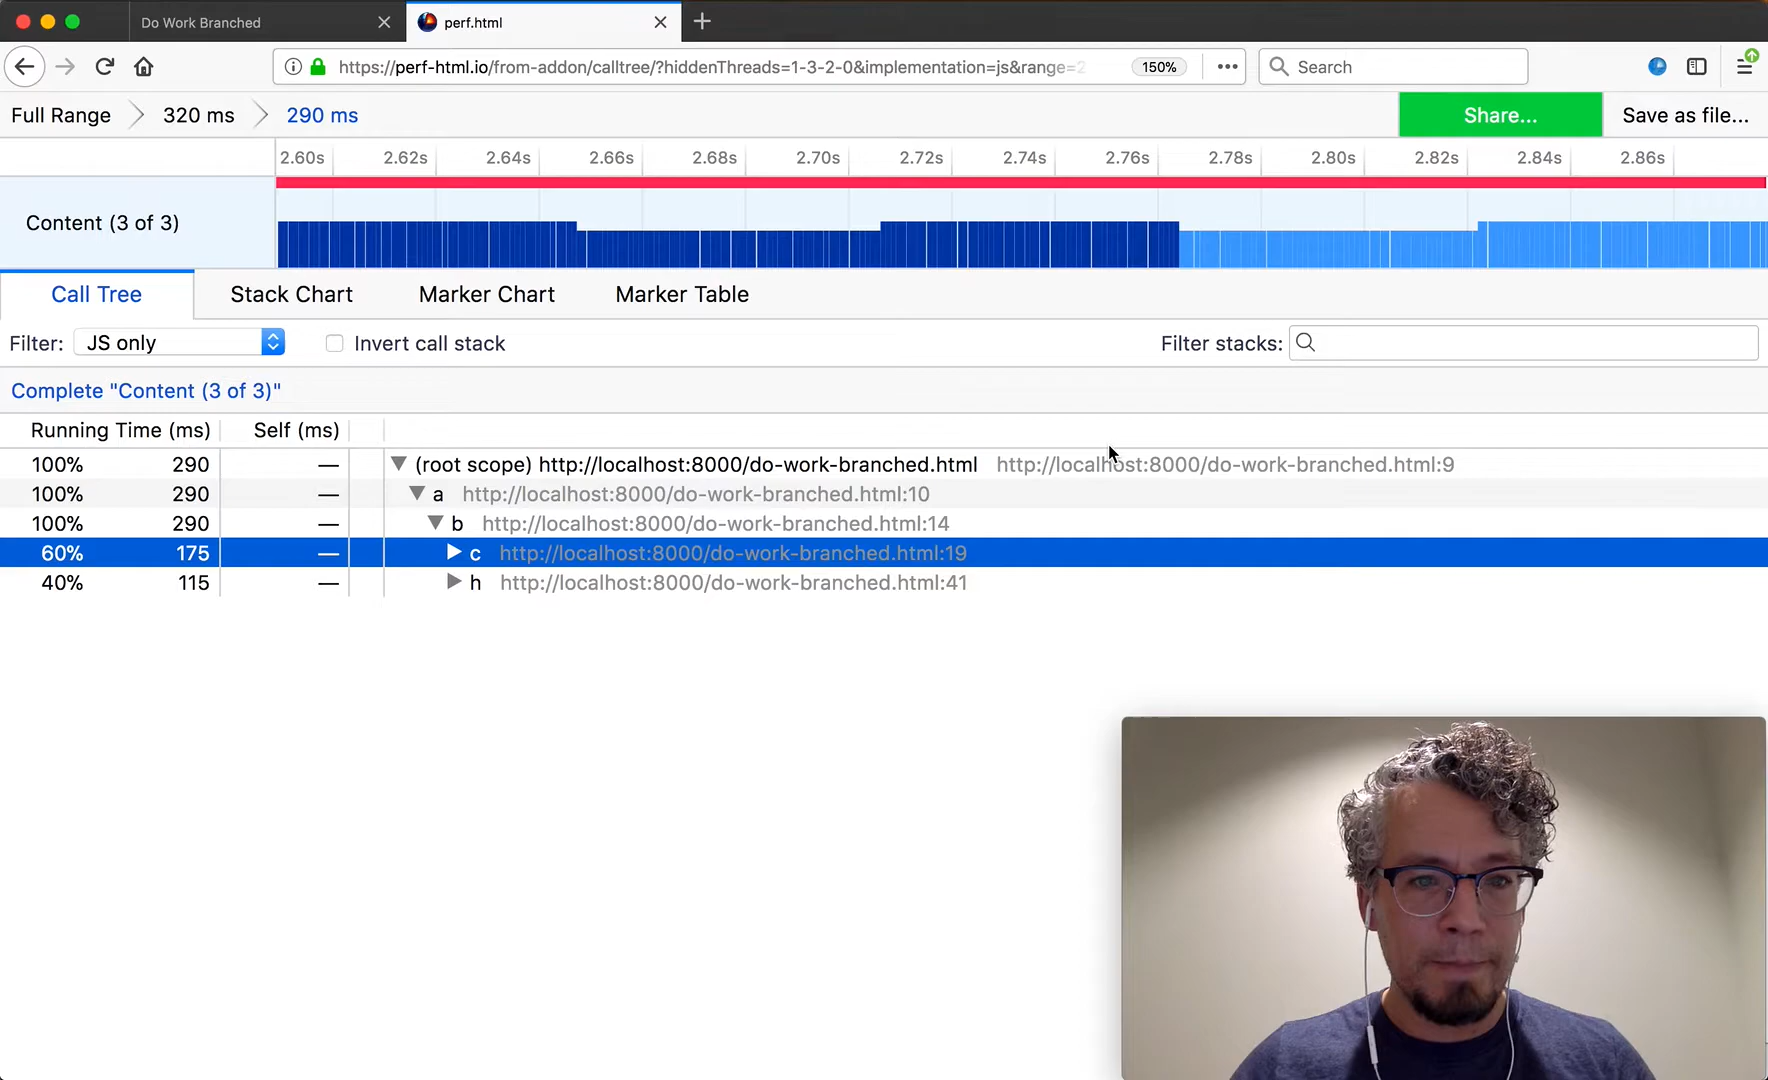 Do Work Branched
perf.html
https://perf-html.io/from-addon/calltree/?hiddenThreads=1-3-2-0&implementation=js&range=2
150%
Search
Full Range
320 ms
290 ms
Share...
Save as file...
2.60s 2.62s 2.64s 2.66s 2.68s 2.70s 2.72s 2.74s 2.76s 2.78s 2.80s 2.82s 2.84s 2.86s
Content (3 of 3)
Call Tree
Stack Chart
Marker Chart
Marker Table
Filter: JS only
Invert call stack
Filter stacks:
Complete "Content (3 of 3)"
Running Time (ms) Self (ms)
100% 290 — (root scope) http://localhost:8000/do-work-branched.html http://localhost:8000/do-work-branched.html:9
100% 290 — a http://localhost:8000/do-work-branched.html:10
100% 290 — b http://localhost:8000/do-work-branched.html:14
60% 175 — c http://localhost:8000/do-work-branched.html:19
40% 115 — h http://localhost:8000/do-work-branched.html:41